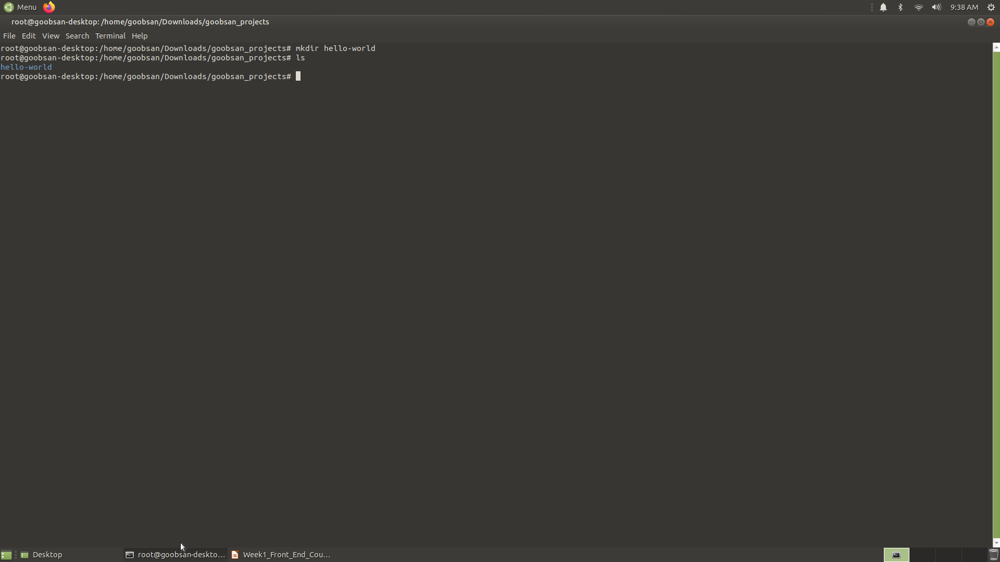 Menu
9:38 AM
root@goobsan-desktop: /home/goobsan/Downloads/goobsan_projects
File Edit View Search Terminal Help
root@goobsan-desktop:/home/goobsan/Downloads/goobsan_projects# mkdir hello-world
root@goobsan-desktop:/home/goobsan/Downloads/goobsan_projects# ls
hello-world
root@goobsan-desktop:/home/goobsan/Downloads/goobsan_projects#
Desktop
root@goobsan-deskto...
Week1_Front_End_Cou...